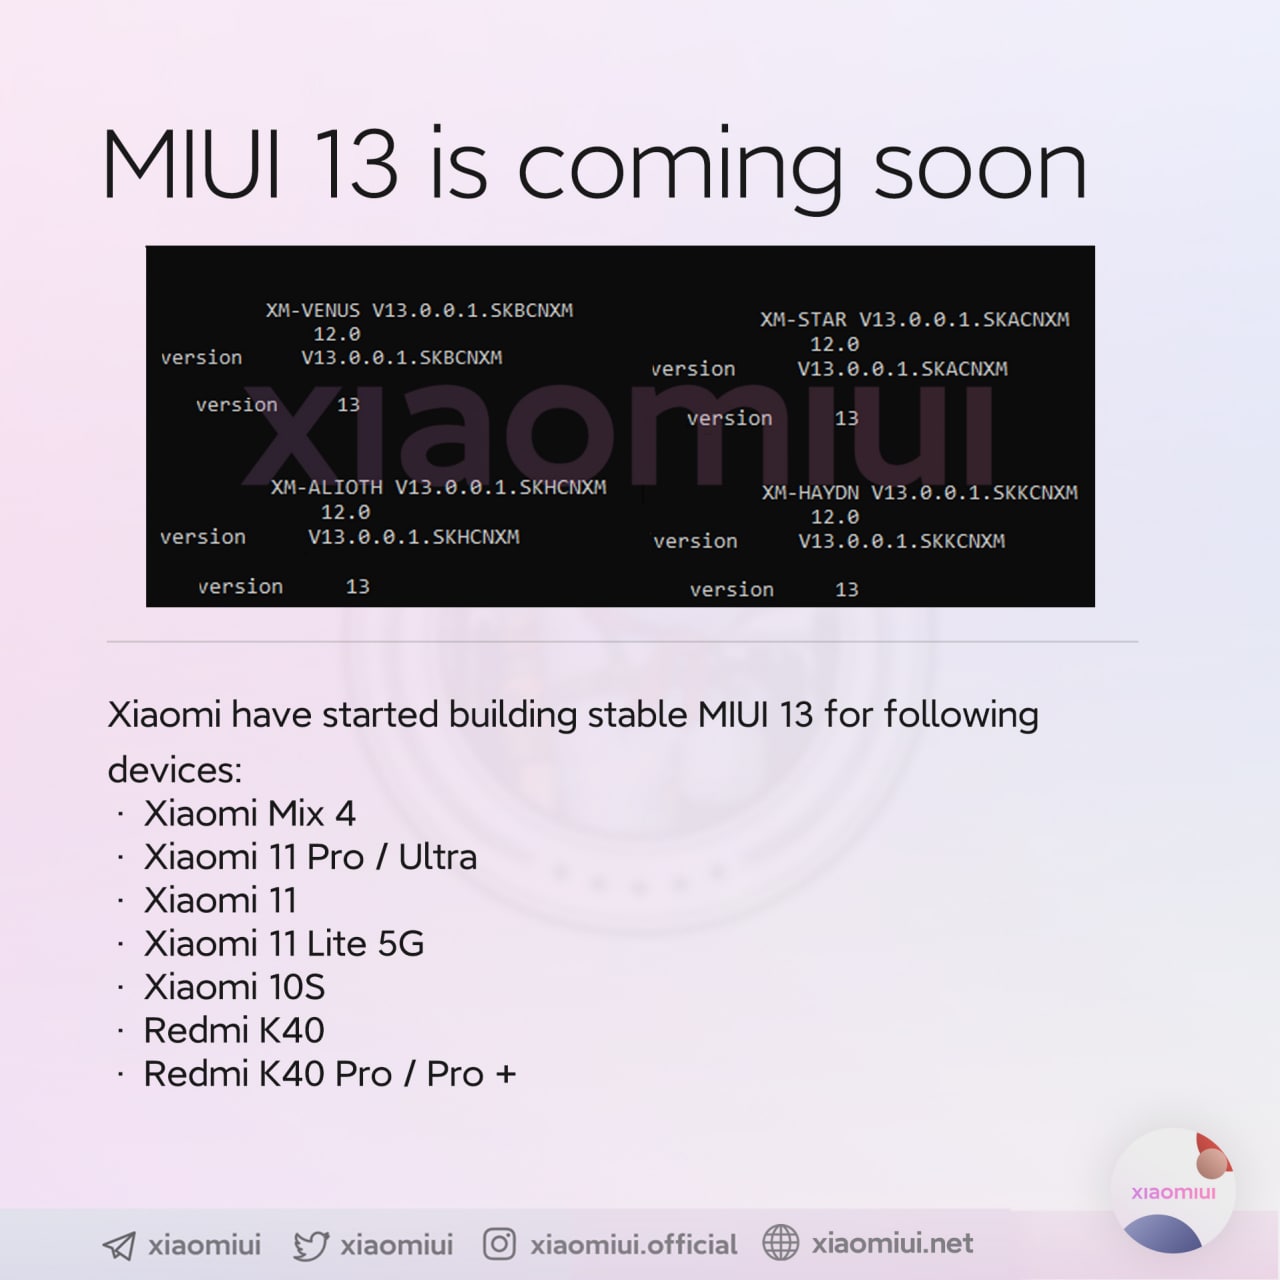 MIUI 13 is coming soon
XM-VENUS V13.0.0.1.SKBCNXM
12.0
version V13.0.0.1.SKBCNXM
version 13
XM-STAR V13.0.0.1.SKACNXM
12.0
version V13.0.0.1.SKACNXM
version 13
xiaomiui
XM-ALIOTH V13.0.0.1.SKHCNXM
12.0
version V13.0.0.1.SKHCNXM
version 13
XM-HAYDN V13.0.0.1.SKKCNXM
12.0
version V13.0.0.1.SKKCNXM
version 13
Xiaomi have started building stable MIUI 13 for following
devices:
· Xiaomi Mix 4
· Xiaomi 11 Pro / Ultra
· Xiaomi 11
· Xiaomi 11 Lite 5G
· Xiaomi 10S
· Redmi K40
· Redmi K40 Pro / Pro +
xiaomiui
xiaomiui xiaomiui xiaomiui.official xiaomiui.net